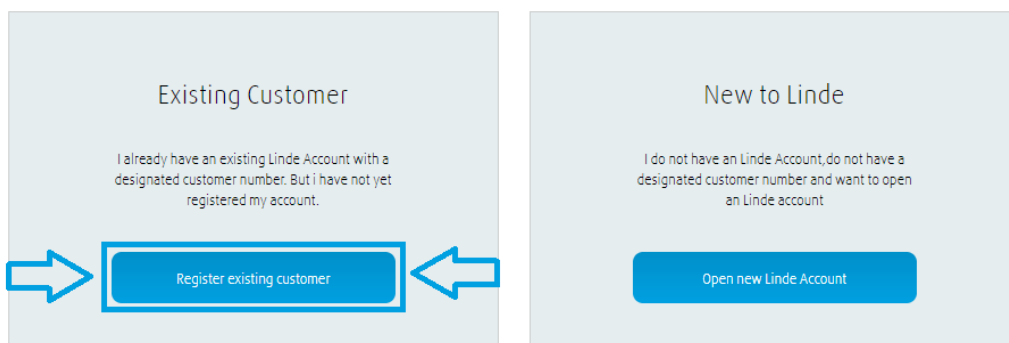 Existing Customer
I already have an existing Linde Account with a
designated customer number. But i have not yet
registered my account.
Register existing customer
New to Linde
I do not have an Linde Account,do not have a
designated customer number and want to open
an Linde account
Open new Linde Account